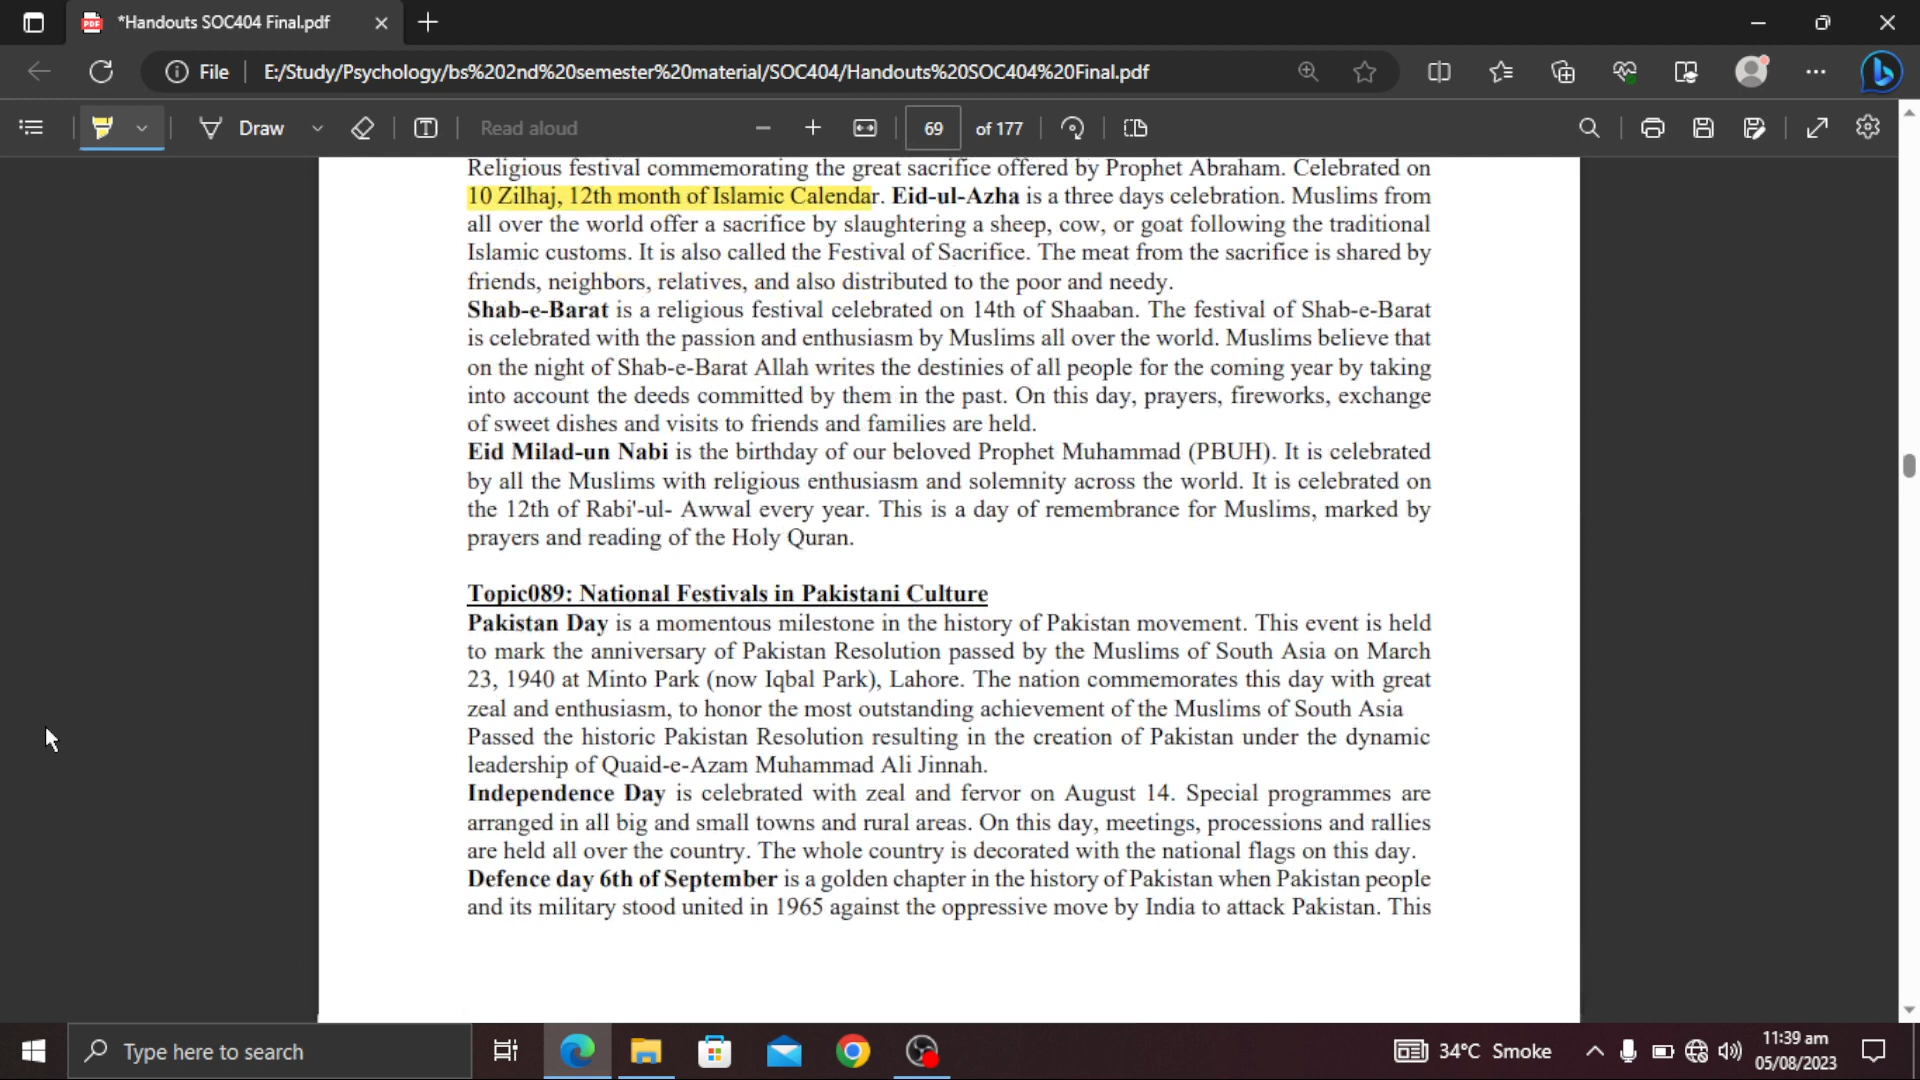 *Handouts SOC404 Final.pdf
File
E:/Study/Psychology/bs%202nd%20semester%20material/SOC404/Handouts%20SOC404%20Final.pdf
Draw
Read aloud
69
of 177
Religious festival commemorating the great sacrifice offered by Prophet Abraham. Celebrated on
10 Zilhaj, 12th month of Islamic Calendar. Eid-ul-Azha is a three days celebration. Muslims from
all over the world offer a sacrifice by slaughtering a sheep, cow, or goat following the traditional
Islamic customs. It is also called the Festival of Sacrifice. The meat from the sacrifice is shared by
friends, neighbors, relatives, and also distributed to the poor and needy.
Shab-e-Barat is a religious festival celebrated on 14th of Shaaban. The festival of Shab-e-Barat
is celebrated with the passion and enthusiasm by Muslims all over the world. Muslims believe that
on the night of Shab-e-Barat Allah writes the destinies of all people for the coming year by taking
into account the deeds committed by them in the past. On this day, prayers, fireworks, exchange
of sweet dishes and visits to friends and families are held.
Eid Milad-un Nabi is the birthday of our beloved Prophet Muhammad (PBUH). It is celebrated
by all the Muslims with religious enthusiasm and solemnity across the world. It is celebrated on
the 12th of Rabi'-ul- Awwal every year. This is a day of remembrance for Muslims, marked by
prayers and reading of the Holy Quran.
Topic089: National Festivals in Pakistani Culture
Pakistan Day is a momentous milestone in the history of Pakistan movement. This event is held
to mark the anniversary of Pakistan Resolution passed by the Muslims of South Asia on March
23, 1940 at Minto Park (now Iqbal Park), Lahore. The nation commemorates this day with great
zeal and enthusiasm, to honor the most outstanding achievement of the Muslims of South Asia
Passed the historic Pakistan Resolution resulting in the creation of Pakistan under the dynamic
leadership of Quaid-e-Azam Muhammad Ali Jinnah.
Independence Day is celebrated with zeal and fervor on August 14. Special programmes are
arranged in all big and small towns and rural areas. On this day, meetings, processions and rallies
are held all over the country. The whole country is decorated with the national flags on this day.
Defence day 6th of September is a golden chapter in the history of Pakistan when Pakistan people
and its military stood united in 1965 against the oppressive move by India to attack Pakistan. This
Type here to search
34°C Smoke
11:39 am
05/08/2023